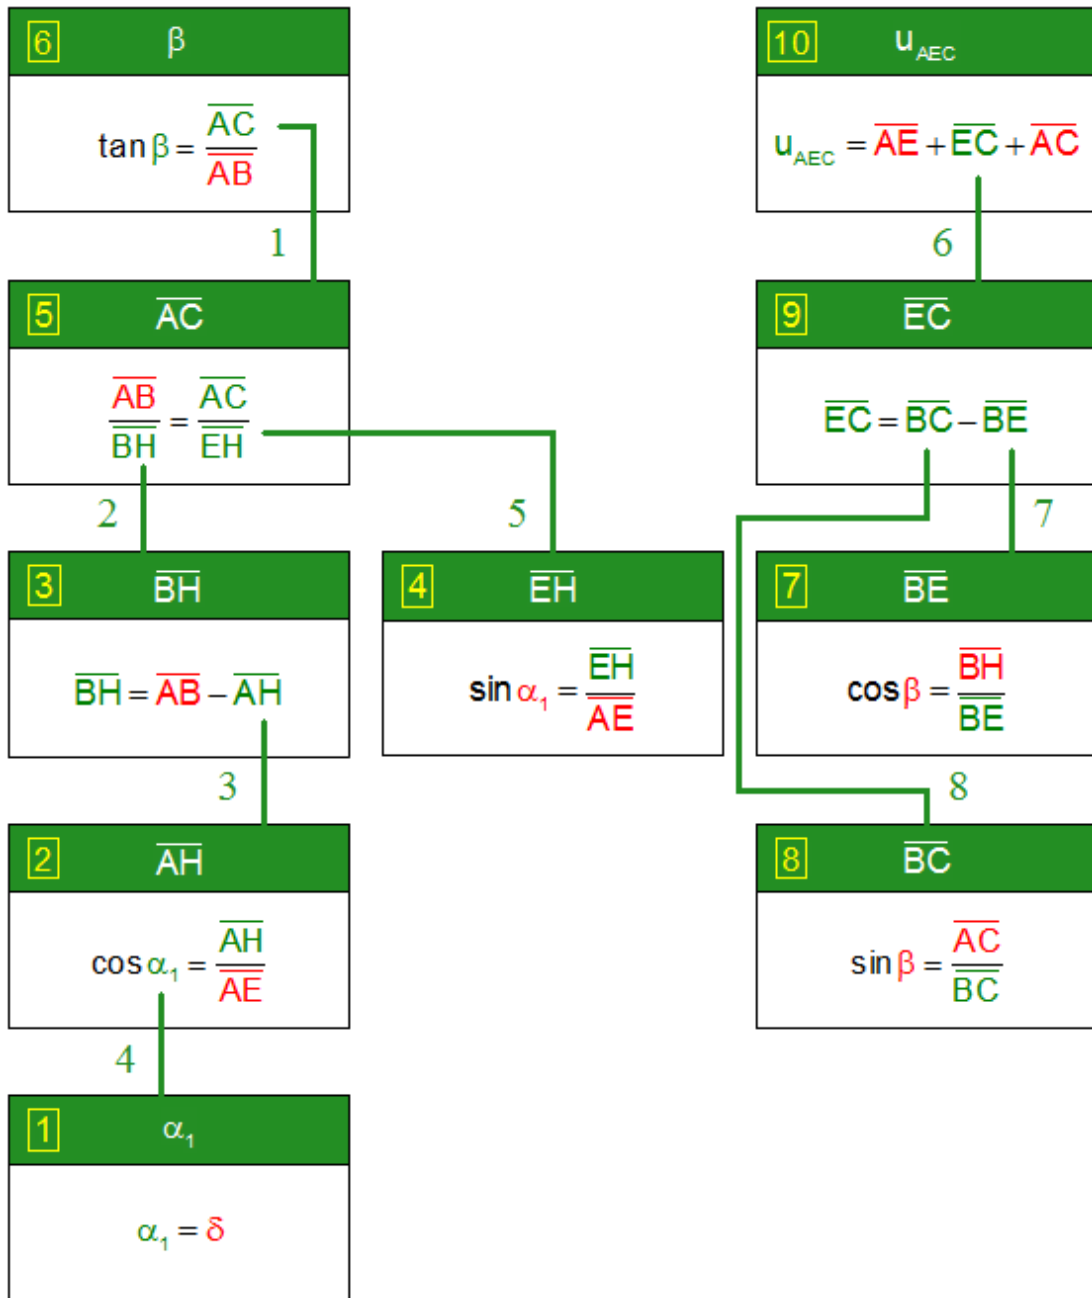 6 β
tan β = AC / AB
1
5 AC
AB / BH = AC / EH
2
5
3 BH
BH = AB − AH
4 EH
sin α₁ = EH / AE
3
2 AH
cos α₁ = AH / AE
4
1 α₁
α₁ = δ
10 u_AEC
u_AEC = AE + EC + AC
6
9 EC
EC = BC − BE
7
7 BE
cos β = BH / BE
8
8 BC
sin β = AC / BC